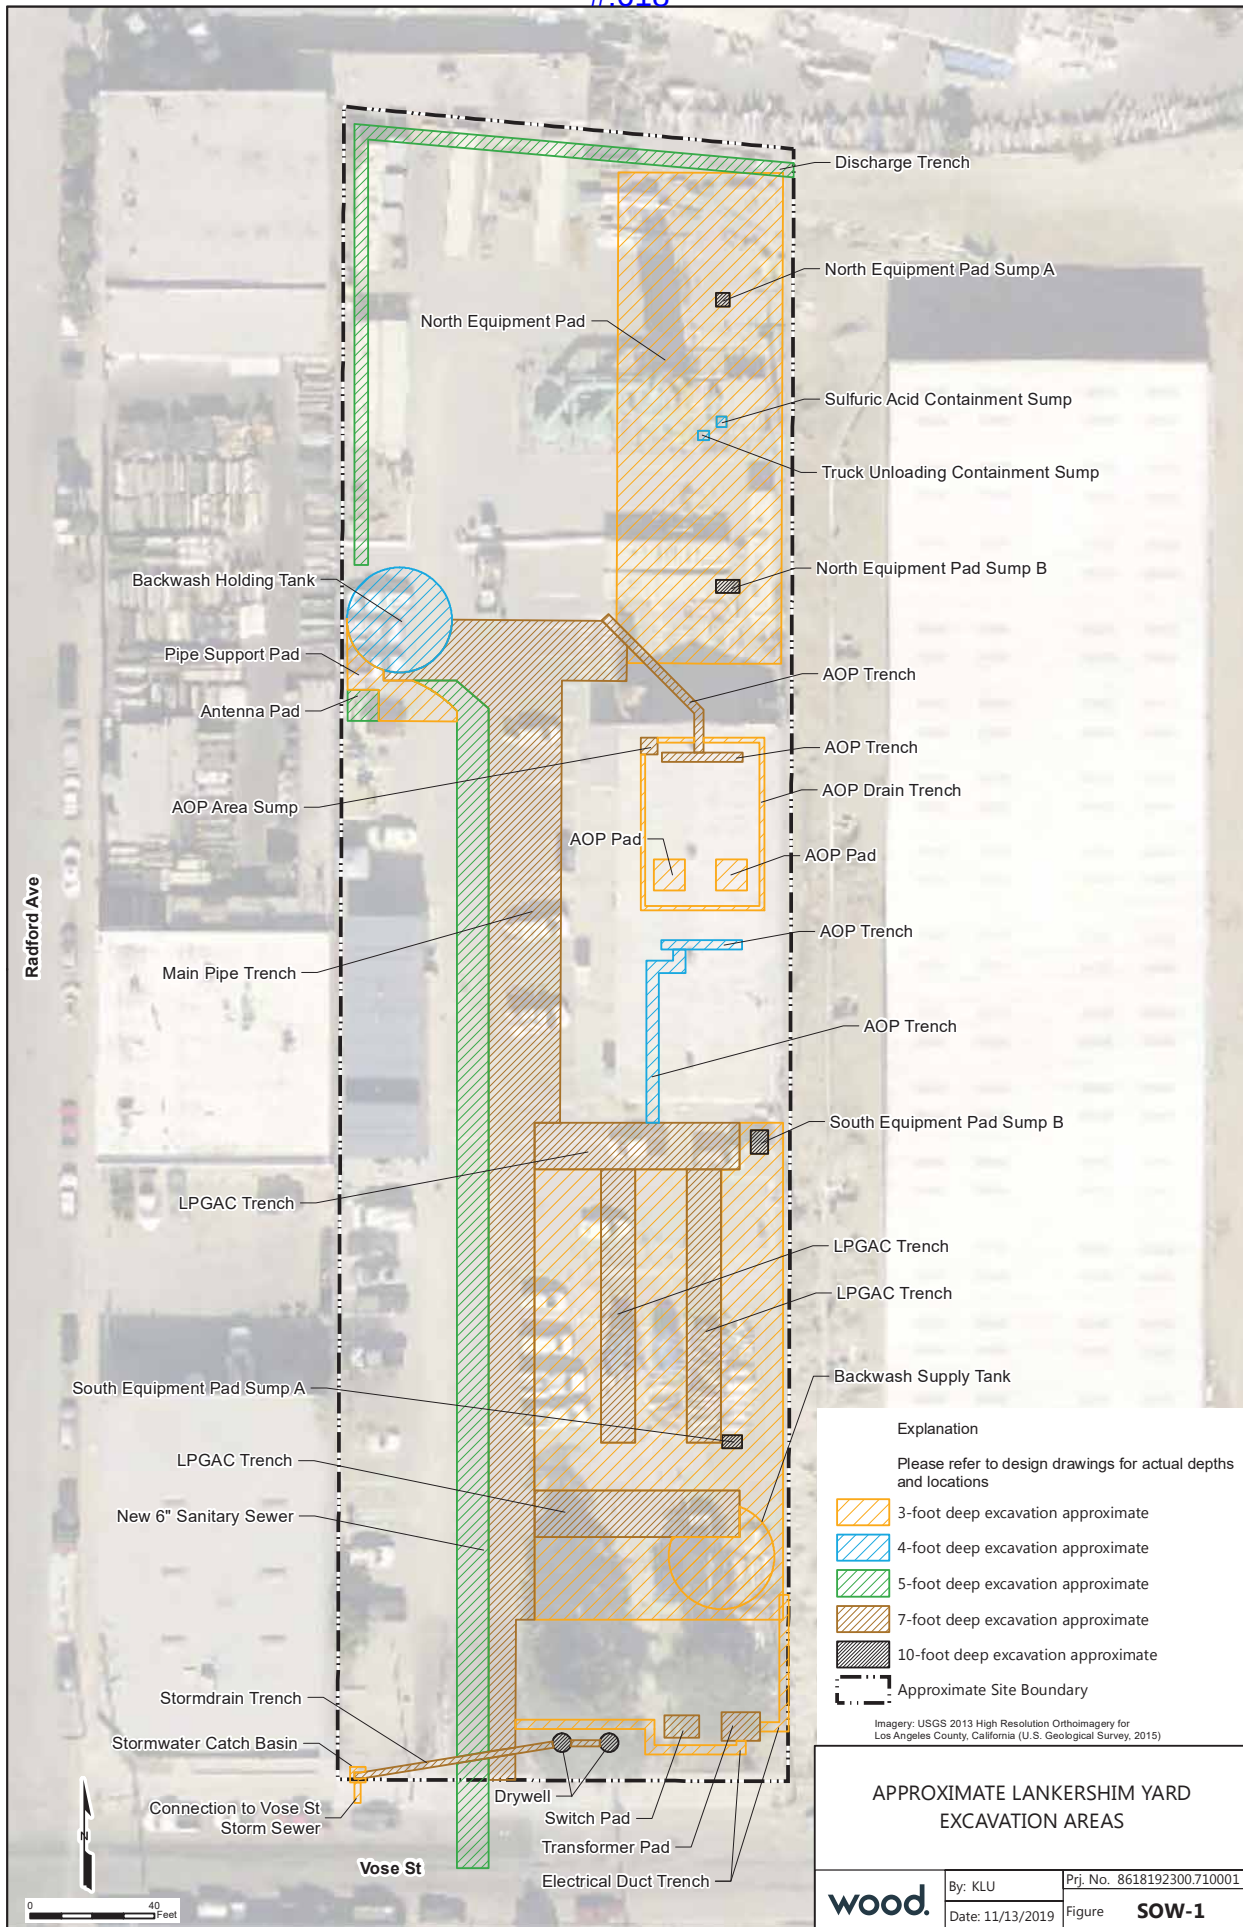 #:618
Discharge Trench
North Equipment Pad Sump A
North Equipment Pad
Sulfuric Acid Containment Sump
Truck Unloading Containment Sump
Backwash Holding Tank
North Equipment Pad Sump B
Pipe Support Pad
AOP Trench
Antenna Pad
AOP Trench
AOP Drain Trench
AOP Area Sump
AOP Pad
AOP Pad
Radford Ave
AOP Trench
Main Pipe Trench
AOP Trench
South Equipment Pad Sump B
LPGAC Trench
LPGAC Trench
LPGAC Trench
Backwash Supply Tank
South Equipment Pad Sump A
LPGAC Trench
New 6" Sanitary Sewer
Explanation
Please refer to design drawings for actual depths
and locations
3-foot deep excavation approximate
4-foot deep excavation approximate
5-foot deep excavation approximate
7-foot deep excavation approximate
10-foot deep excavation approximate
Approximate Site Boundary
Imagery: USGS 2013 High Resolution Orthoimagery for
Los Angeles County, California (U.S. Geological Survey, 2015)
Stormdrain Trench
Stormwater Catch Basin
Connection to Vose St
Storm Sewer
Drywell
Switch Pad
Transformer Pad
Electrical Duct Trench
Vose St
N
0 40
Feet
APPROXIMATE LANKERSHIM YARD
EXCAVATION AREAS
wood.
By: KLU
Prj. No. 8618192300.710001
Date: 11/13/2019
Figure SOW-1